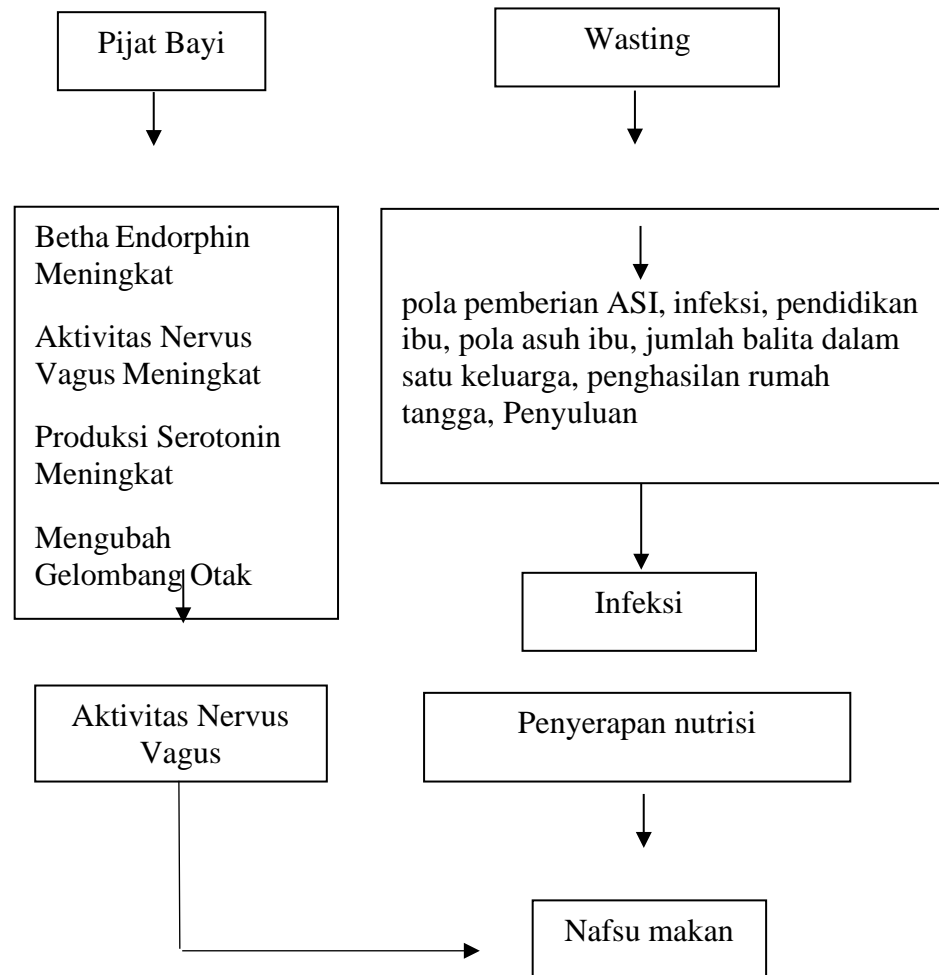 Pijat Bayi
Wasting
Betha Endorphin
Meningkat
Aktivitas Nervus
Vagus Meningkat
Produksi Serotonin
Meningkat
Mengubah
Gelombang Otak
pola pemberian ASI, infeksi, pendidikan
ibu, pola asuh ibu, jumlah balita dalam
satu keluarga, penghasilan rumah
tangga, Penyuluan
Infeksi
Aktivitas Nervus
Vagus
Penyerapan nutrisi
Nafsu makan